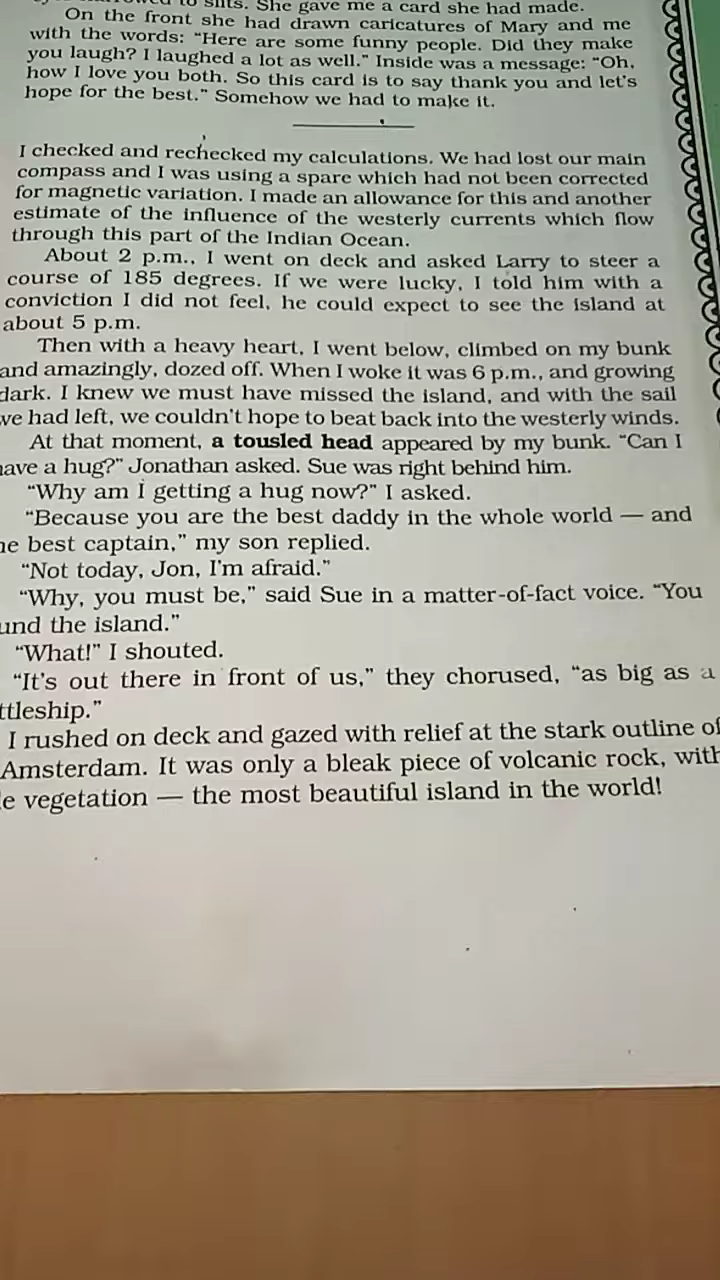 to slits. She gave me a card she had made.
On the front she had drawn caricatures of Mary and me
with the words: “Here are some funny people. Did they make
you laugh? I laughed a lot as well.” Inside was a message: “Oh,
how I love you both. So this card is to say thank you and let's
hope for the best.” Somehow we had to make it.
I checked and rechecked my calculations. We had lost our main
compass and I was using a spare which had not been corrected
for magnetic variation. I made an allowance for this and another
estimate of the influence of the westerly currents which flow
through this part of the Indian Ocean.
About 2 p.m., I went on deck and asked Larry to steer a
course of 185 degrees. If we were lucky, I told him with a
conviction I did not feel, he could expect to see the island at
about 5 p.m.
Then with a heavy heart, I went below, climbed on my bunk
and amazingly, dozed off. When I woke it was 6 p.m., and growing
dark. I knew we must have missed the island, and with the sail
we had left, we couldn't hope to beat back into the westerly winds.
At that moment, a tousled head appeared by my bunk. “Can I
ave a hug?” Jonathan asked. Sue was right behind him.
“Why am I getting a hug now?” I asked.
“Because you are the best daddy in the whole world — and
he best captain,” my son replied.
“Not today, Jon, I'm afraid.”
“Why, you must be,” said Sue in a matter-of-fact voice. “You
und the island.”
“What!” I shouted.
“It's out there in front of us,” they chorused, “as big as a
ttleship.”
I rushed on deck and gazed with relief at the stark outline of
Amsterdam. It was only a bleak piece of volcanic rock, with
e vegetation — the most beautiful island in the world!